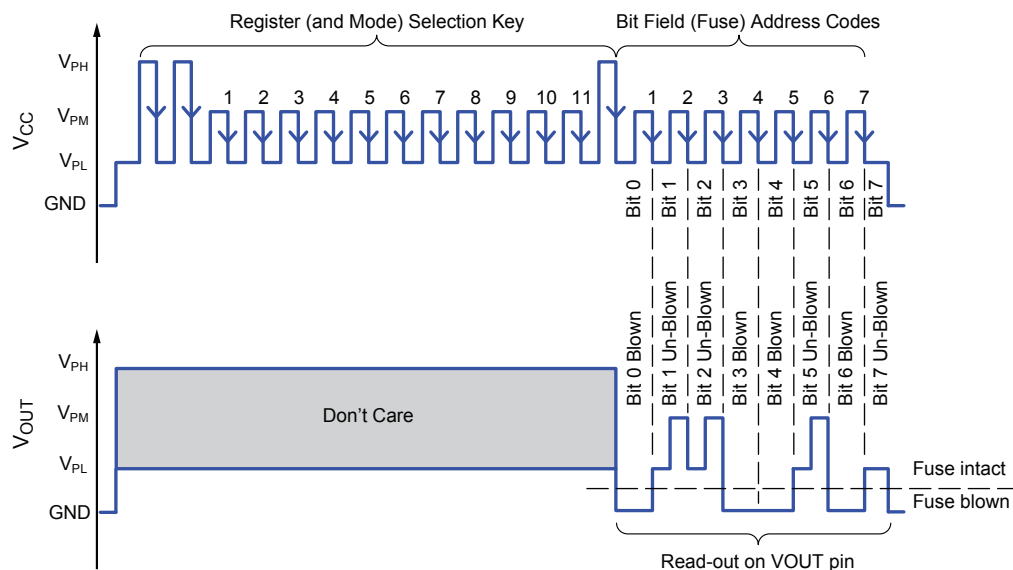 Register (and Mode) Selection Key
Bit Field (Fuse) Address Codes
VCC
VPH
VPM
VPL
GND
1 2 3 4 5 6 7 8 9 10 11 1 2 3 4 5 6 7
Bit 0
Bit 1
Bit 2
Bit 3
Bit 4
Bit 5
Bit 6
Bit 7
Bit 0 Blown
Bit 1 Un-Blown
Bit 2 Un-Blown
Bit 3 Blown
Bit 4 Blown
Bit 5 Un-Blown
Bit 6 Blown
Bit 7 Un-Blown
VOUT
VPH
VPM
VPL
GND
Don't Care
Fuse intact
Fuse blown
Read-out on VOUT pin